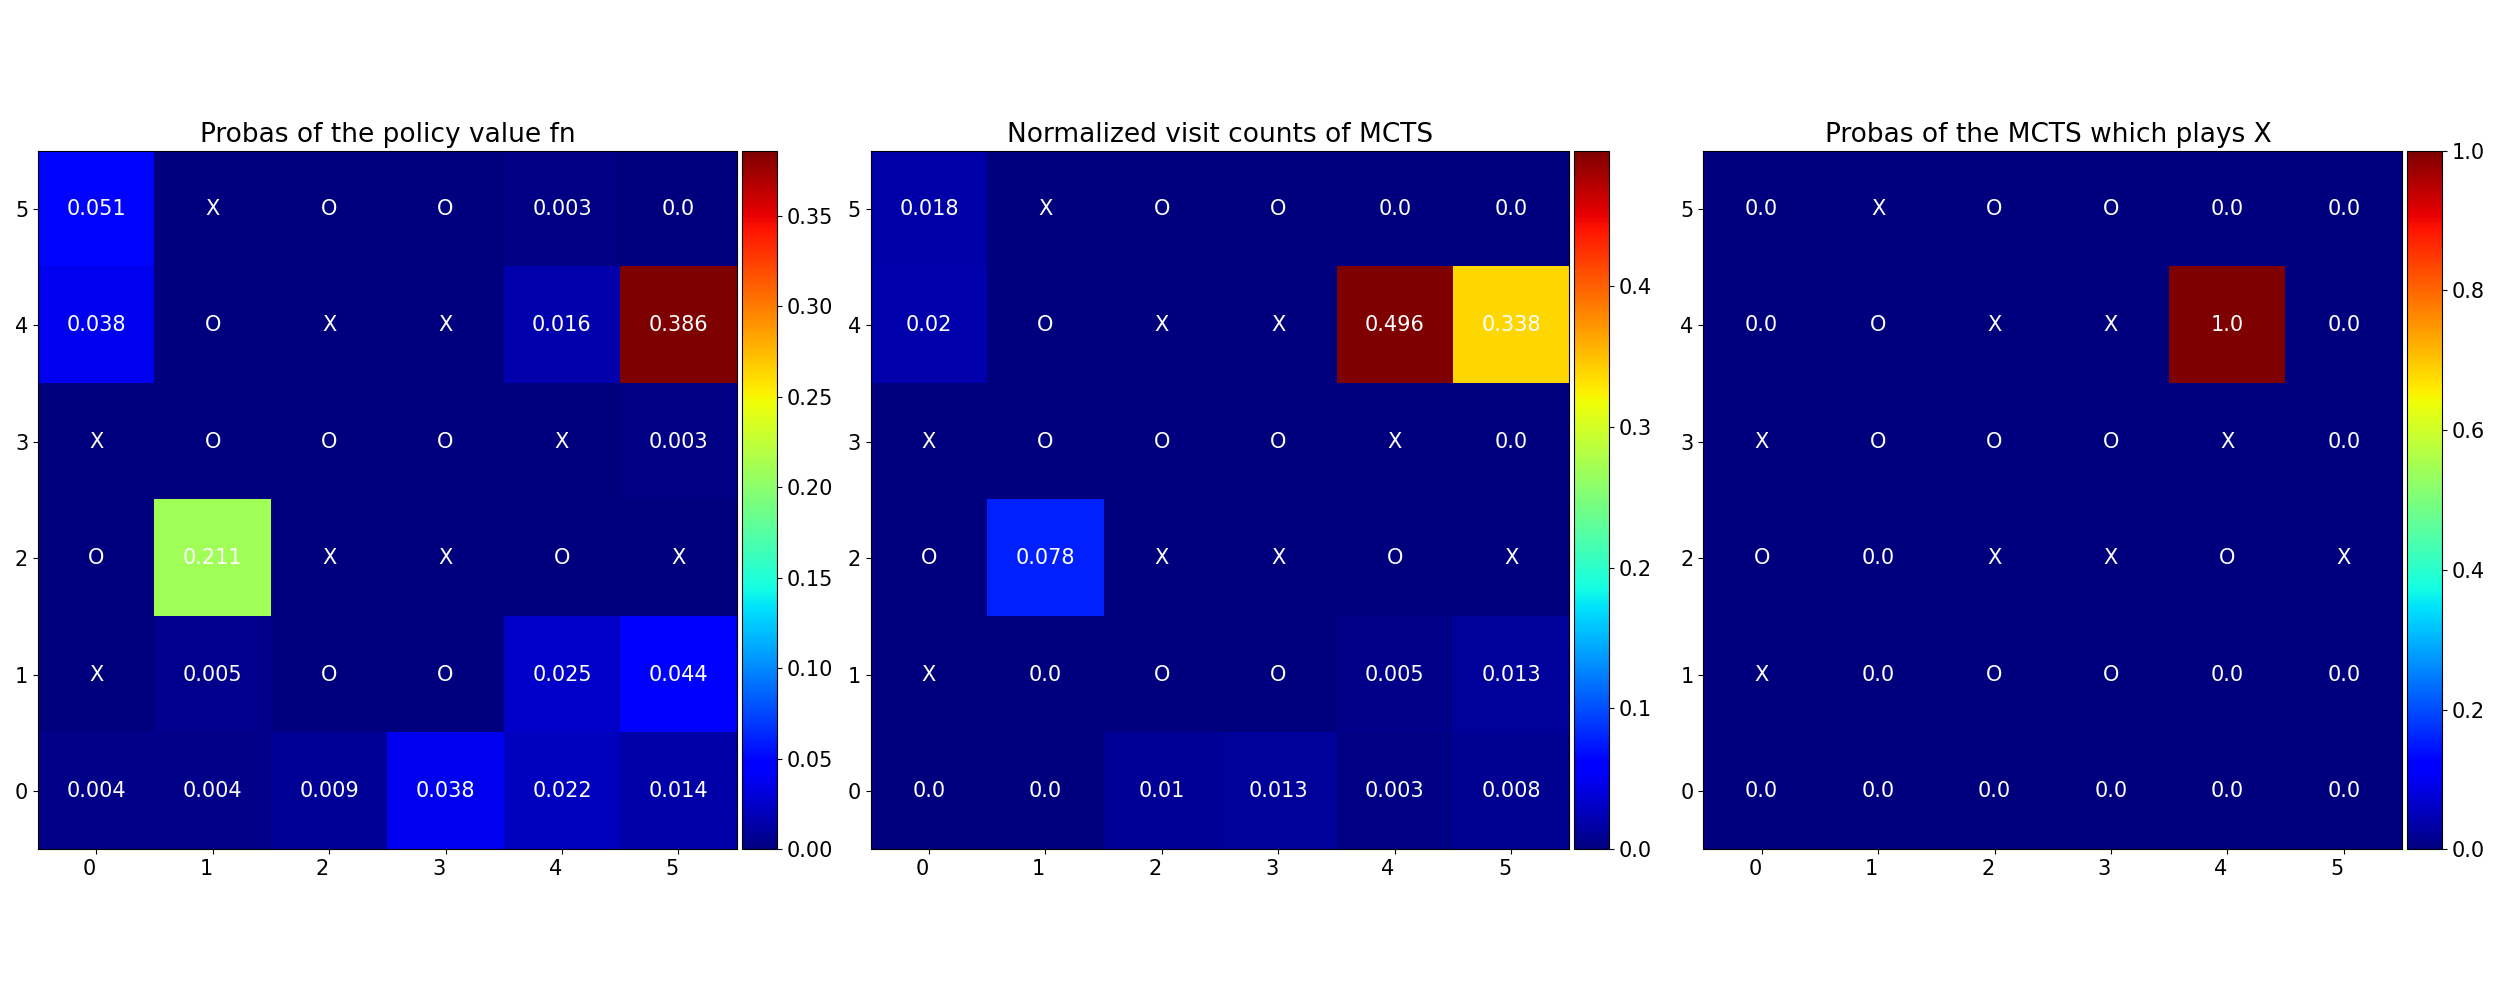 Probas of the policy value fn
5 0.051 X O O 0.003 0.0
4 0.038 O X X 0.016 0.386
3 X O O O X 0.003
2 O 0.211 X X O X
1 X 0.005 O O 0.025 0.044
0 0.004 0.004 0.009 0.038 0.022 0.014
0 1 2 3 4 5
0.35
0.30
0.25
0.20
0.15
0.10
0.05
0.00
Normalized visit counts of MCTS
5 0.018 X O O 0.0 0.0
4 0.02 O X X 0.496 0.338
3 X O O O X 0.0
2 O 0.078 X X O X
1 X 0.0 O O 0.005 0.013
0 0.0 0.0 0.01 0.013 0.003 0.008
0 1 2 3 4 5
0.4
0.3
0.2
0.1
0.0
Probas of the MCTS which plays X
5 0.0 X O O 0.0 0.0
4 0.0 O X X 1.0 0.0
3 X O O O X 0.0
2 O 0.0 X X O X
1 X 0.0 O O 0.0 0.0
0 0.0 0.0 0.0 0.0 0.0 0.0
0 1 2 3 4 5
1.0
0.8
0.6
0.4
0.2
0.0